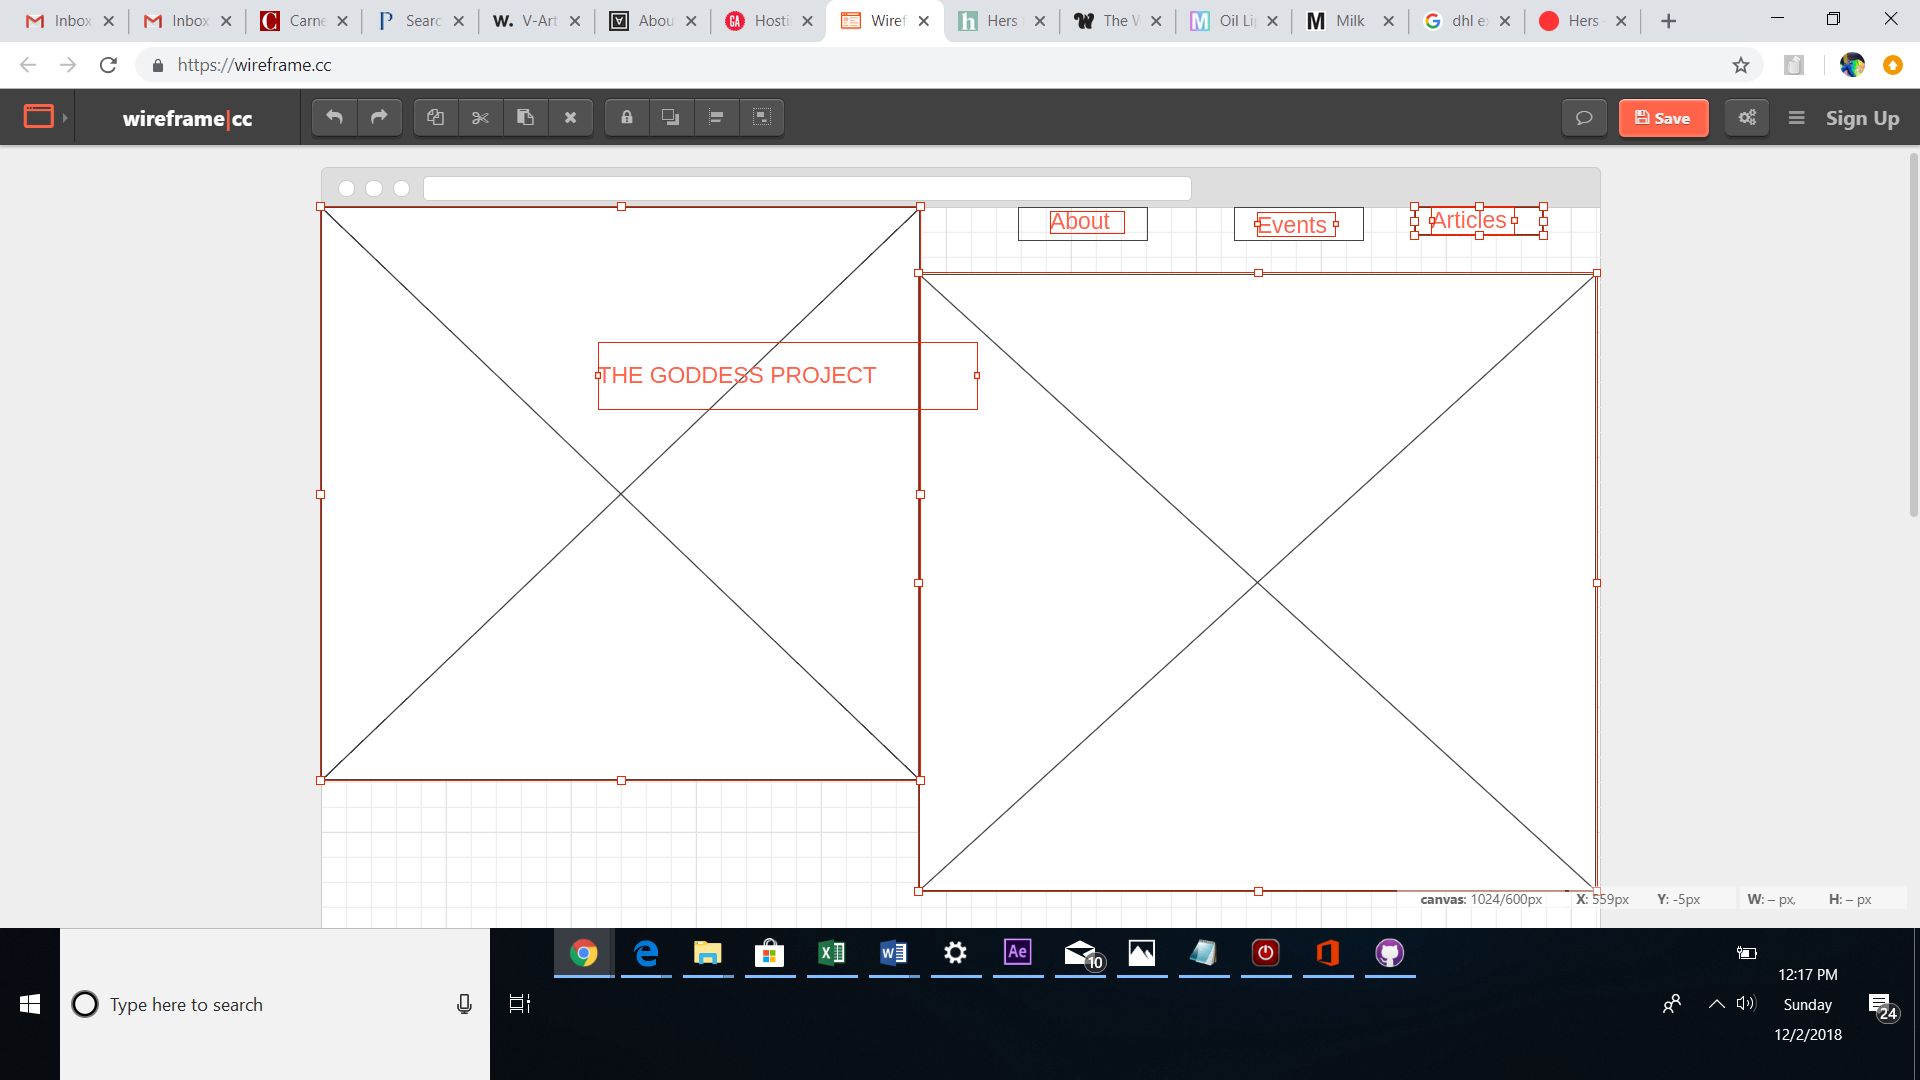 Inbox
Inbox
Carne
Searc
V-Art
Abou
Hosti
Wiref
Hers
The W
Oil Li
Milk
dhl ex
Hers
https://wireframe.cc
wireframe|cc
Save
Sign Up
About
Events
Articles
THE GODDESS PROJECT
canvas: 1024/600px X: 559px Y: -5px W: – px, H: – px
10
12:17 PM
Type here to search
Sunday
24
12/2/2018